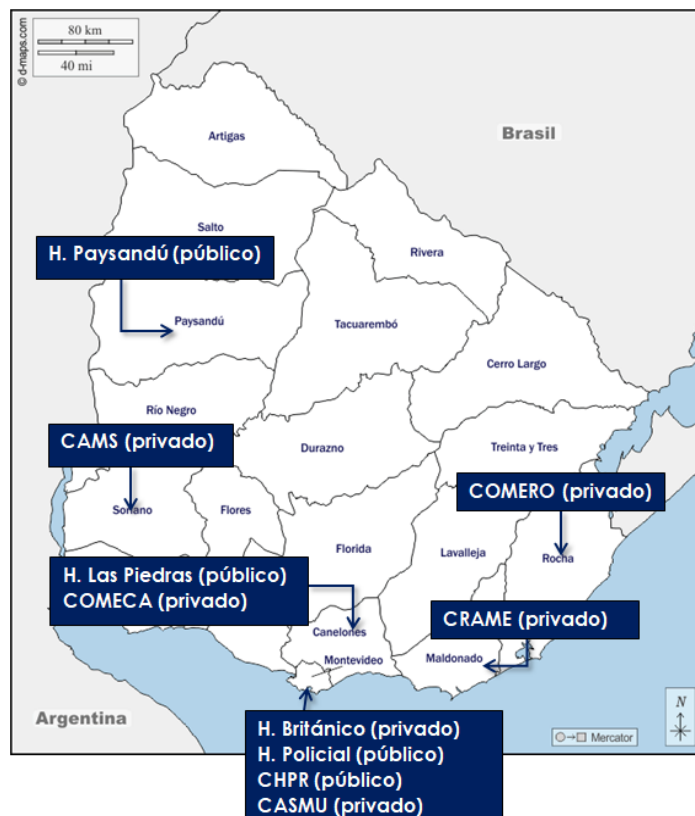 © d-maps.com
80 km
40 mi
Artigas
Brasil
Salto
Rivera
H. Paysandú (público)
Paysandú
Tacuarembó
Cerro Largo
Río Negro
CAMS (privado)
Durazno
Treinta y Tres
COMERO (privado)
Soriano
Flores
Florida
Lavalleja
Rocha
H. Las Piedras (público)
COMECA (privado)
CRAME (privado)
Canelones
Montevideo
Maldonado
Argentina
H. Británico (privado)
H. Policial (público)
CHPR (público)
CASMU (privado)
N
Mercator